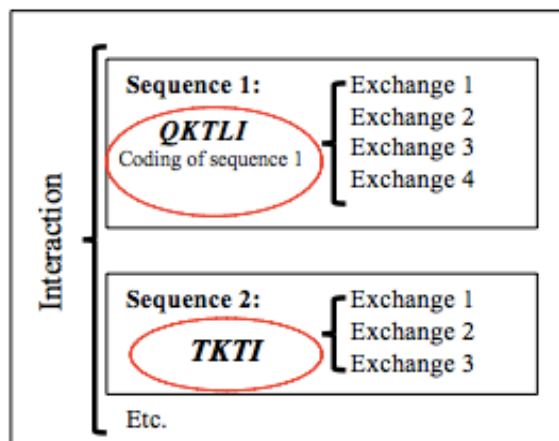 Interaction
Sequence 1:
QKTLI
Coding of sequence 1
Exchange 1
Exchange 2
Exchange 3
Exchange 4
Sequence 2:
TKTI
Exchange 1
Exchange 2
Exchange 3
Etc.